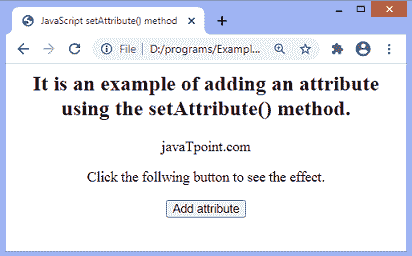 JavaScript setAttribute() method
File | D:/programs/Exampl...
It is an example of adding an attribute
using the setAttribute() method.
javaTpoint.com
Click the follwing button to see the effect.
Add attribute